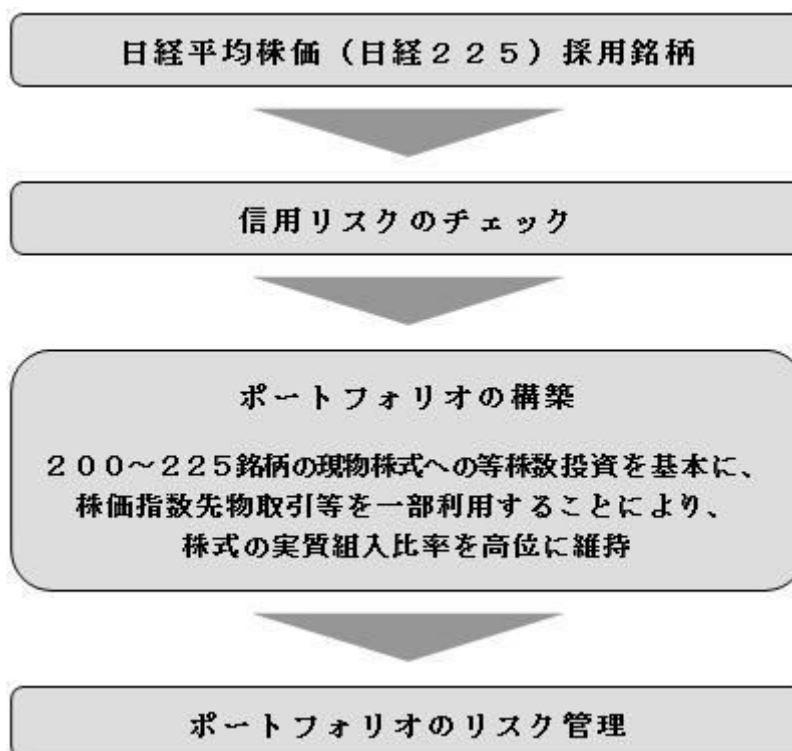 日経平均株価（日経２２５）採用銘柄
信用リスクのチェック
ポートフォリオの構築
２００～２２５銘柄の現物株式への等株数投資を基本に、
株価指数先物取引等を一部利用することにより、
株式の実質組入比率を高位に維持
ポートフォリオのリスク管理